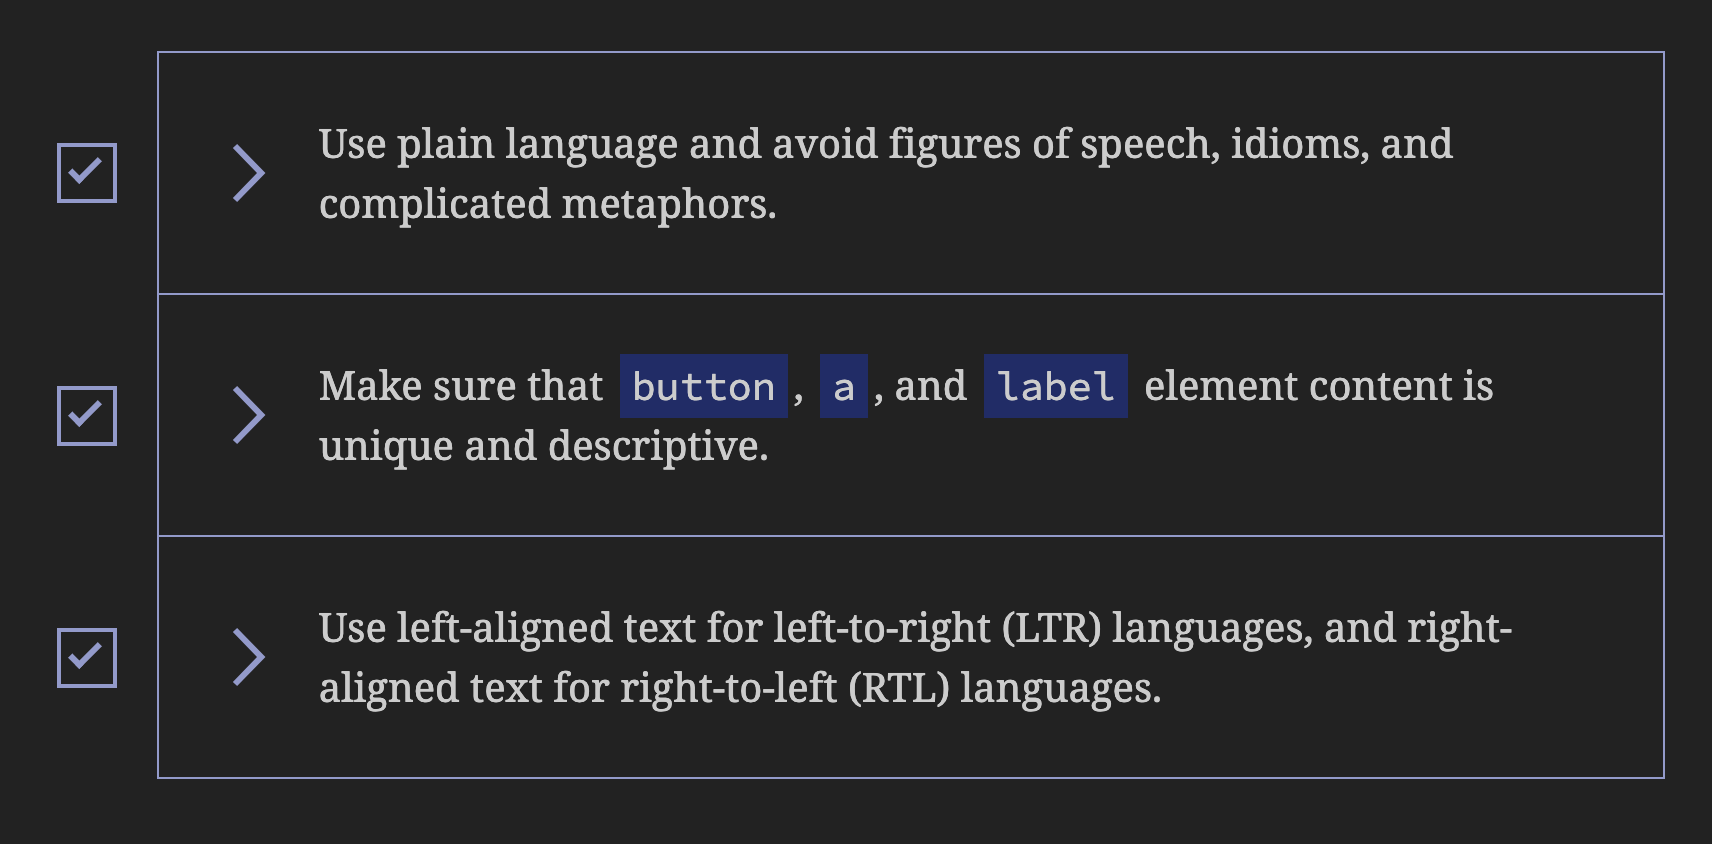 Use plain language and avoid figures of speech, idioms, and
complicated metaphors.
Make sure that button, a, and label element content is
unique and descriptive.
Use left-aligned text for left-to-right (LTR) languages, and right-
aligned text for right-to-left (RTL) languages.